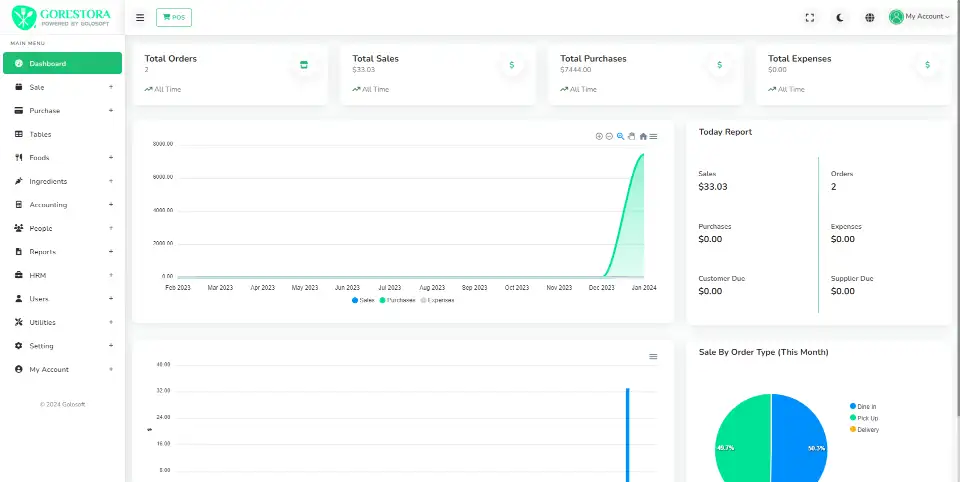 GORESTORA
POWERED BY GOLOSOFT
POS
My Account
MAIN MENU
Dashboard
Sale +
Purchase +
Tables
Foods +
Ingredients +
Accounting +
People +
Reports +
HRM +
Users +
Utilities +
Setting +
My Account +
© 2024 Golosoft
Total Orders
2
All Time
Total Sales
$33.03
All Time
Total Purchases
$7444.00
All Time
Total Expenses
$0.00
All Time
8000.00
6000.00
4000.00
2000.00
0.00
Feb 2023 Mar 2023 Apr 2023 May 2023 Jun 2023 Jul 2023 Aug 2023 Sep 2023 Oct 2023 Nov 2023 Dec 2023 Jan 2024
Sales Purchases Expenses
Today Report
Sales
$33.03
Orders
2
Purchases
$0.00
Expenses
$0.00
Customer Due
$0.00
Supplier Due
$0.00
40.00
32.00
24.00
16.00
8.00
$
Sale By Order Type (This Month)
Dine In
Pick Up
Delivery
49.7%
50.3%